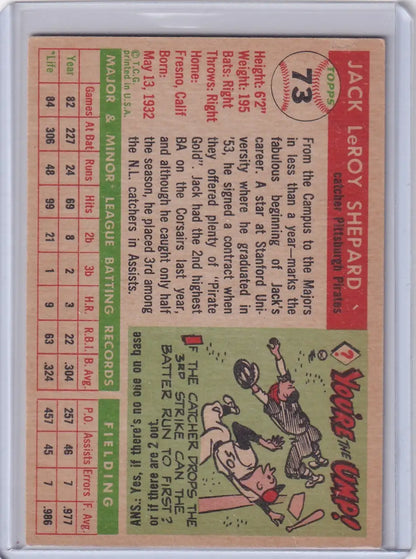 TOPPS
73
JACK LeROY SHEPARD
catcher Pittsburgh Pirates
Height: 6'2"
Weight: 195
Bats: Right
Throws: Right
Home:
Fresno, Calif
Born:
May 13, 1932
© T. C. G.
printed in U.S.A.
From the Campus to the Majors
in less than a year—marks the
fabulous beginning of Jack's
career. A star at Stanford Uni-
versity where he graduated in
'53, he signed a contract when
they offered plenty of "Pirate
Gold". Jack had the 2nd highest
BA on the Corsairs last year,
and although he caught only half
the season, he placed 3rd among
the N.L. catchers in Assists.
?
You're THE UMP!
IF THE CATCHER DROPS THE
3RD STRIKE CAN THE
BATTER RUN TO FIRST?
ANS: Yes, if there's no one on base
or if there are 2 out
MAJOR & MINOR LEAGUE BATTING RECORDS
FIELDING
Games At Bat Runs Hits 2b 3b H.R. R.B.I. B. Avg. P.O. Assists Errors F. Avg.
Year 82 227 24 69 8 2 3 22 .304 257 46 7 .977
*Life 84 306 48 99 21 1 9 63 .324 457 45 7 .986